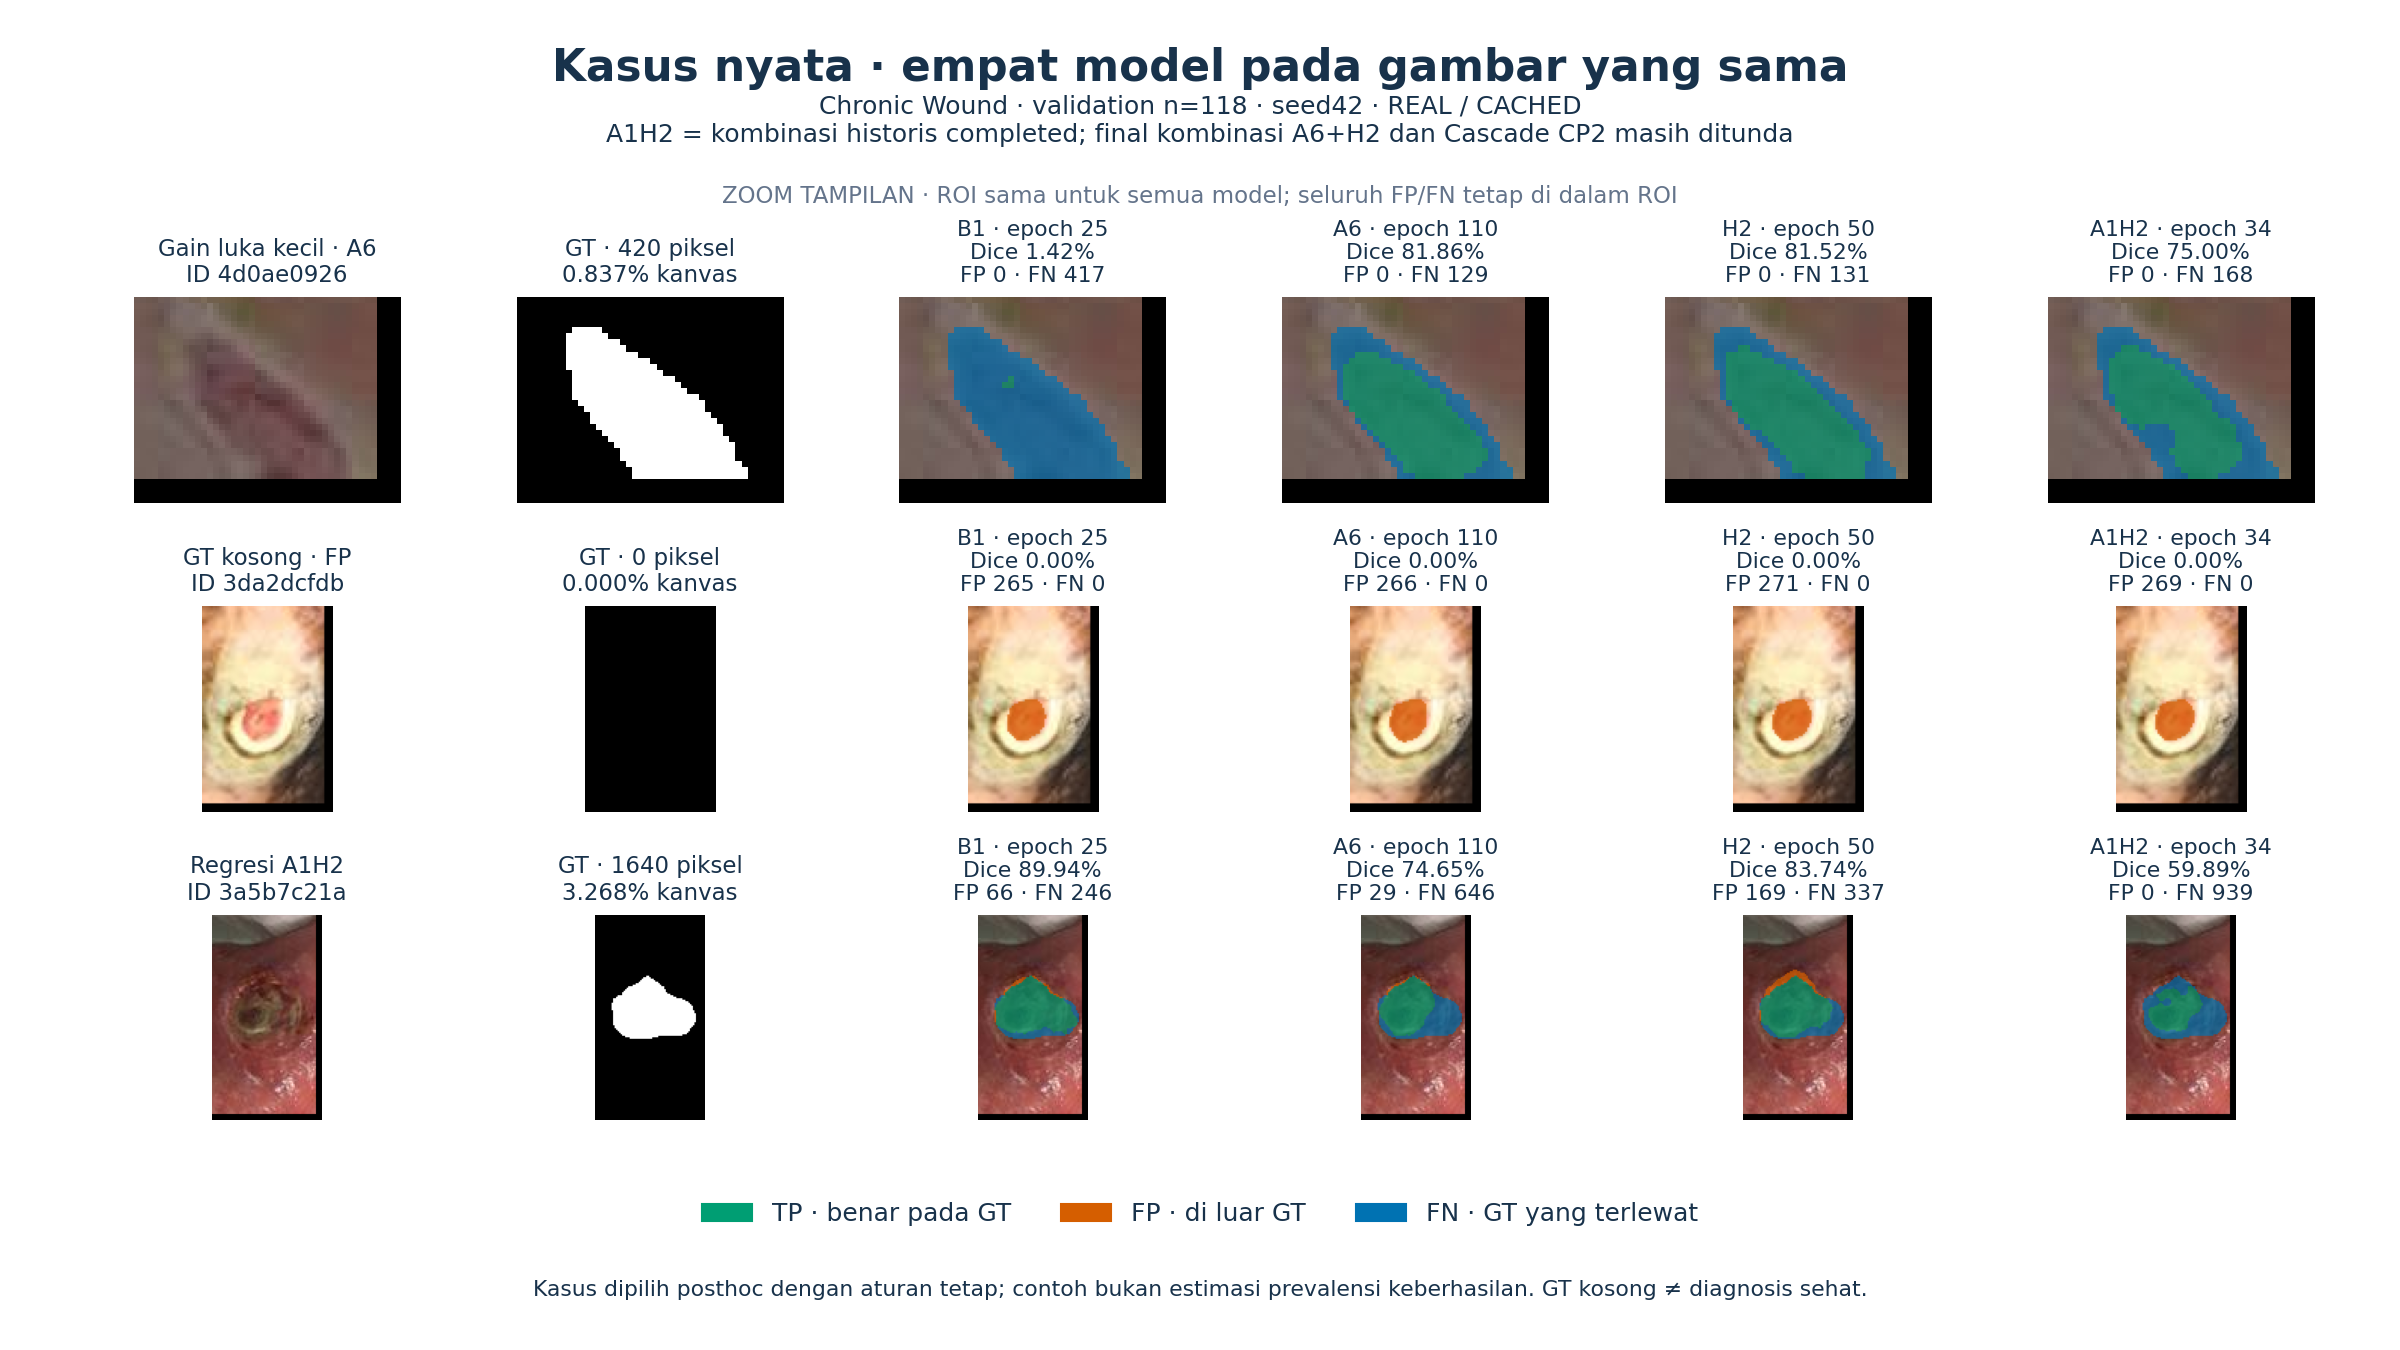 Kasus nyata · empat model pada gambar yang sama
Chronic Wound · validation n=118 · seed42 · REAL / CACHED
A1H2 = kombinasi historis completed; final kombinasi A6+H2 dan Cascade CP2 masih ditunda
ZOOM TAMPILAN · ROI sama untuk semua model; seluruh FP/FN tetap di dalam ROI
Gain luka kecil · A6
ID 4d0ae0926
GT · 420 piksel
0.837% kanvas
B1 · epoch 25
Dice 1.42%
FP 0 · FN 417
A6 · epoch 110
Dice 81.86%
FP 0 · FN 129
H2 · epoch 50
Dice 81.52%
FP 0 · FN 131
A1H2 · epoch 34
Dice 75.00%
FP 0 · FN 168
GT kosong · FP
ID 3da2dcfdb
GT · 0 piksel
0.000% kanvas
B1 · epoch 25
Dice 0.00%
FP 265 · FN 0
A6 · epoch 110
Dice 0.00%
FP 266 · FN 0
H2 · epoch 50
Dice 0.00%
FP 271 · FN 0
A1H2 · epoch 34
Dice 0.00%
FP 269 · FN 0
Regresi A1H2
ID 3a5b7c21a
GT · 1640 piksel
3.268% kanvas
B1 · epoch 25
Dice 89.94%
FP 66 · FN 246
A6 · epoch 110
Dice 74.65%
FP 29 · FN 646
H2 · epoch 50
Dice 83.74%
FP 169 · FN 337
A1H2 · epoch 34
Dice 59.89%
FP 0 · FN 939
TP · benar pada GT
FP · di luar GT
FN · GT yang terlewat
Kasus dipilih posthoc dengan aturan tetap; contoh bukan estimasi prevalensi keberhasilan. GT kosong ≠ diagnosis sehat.